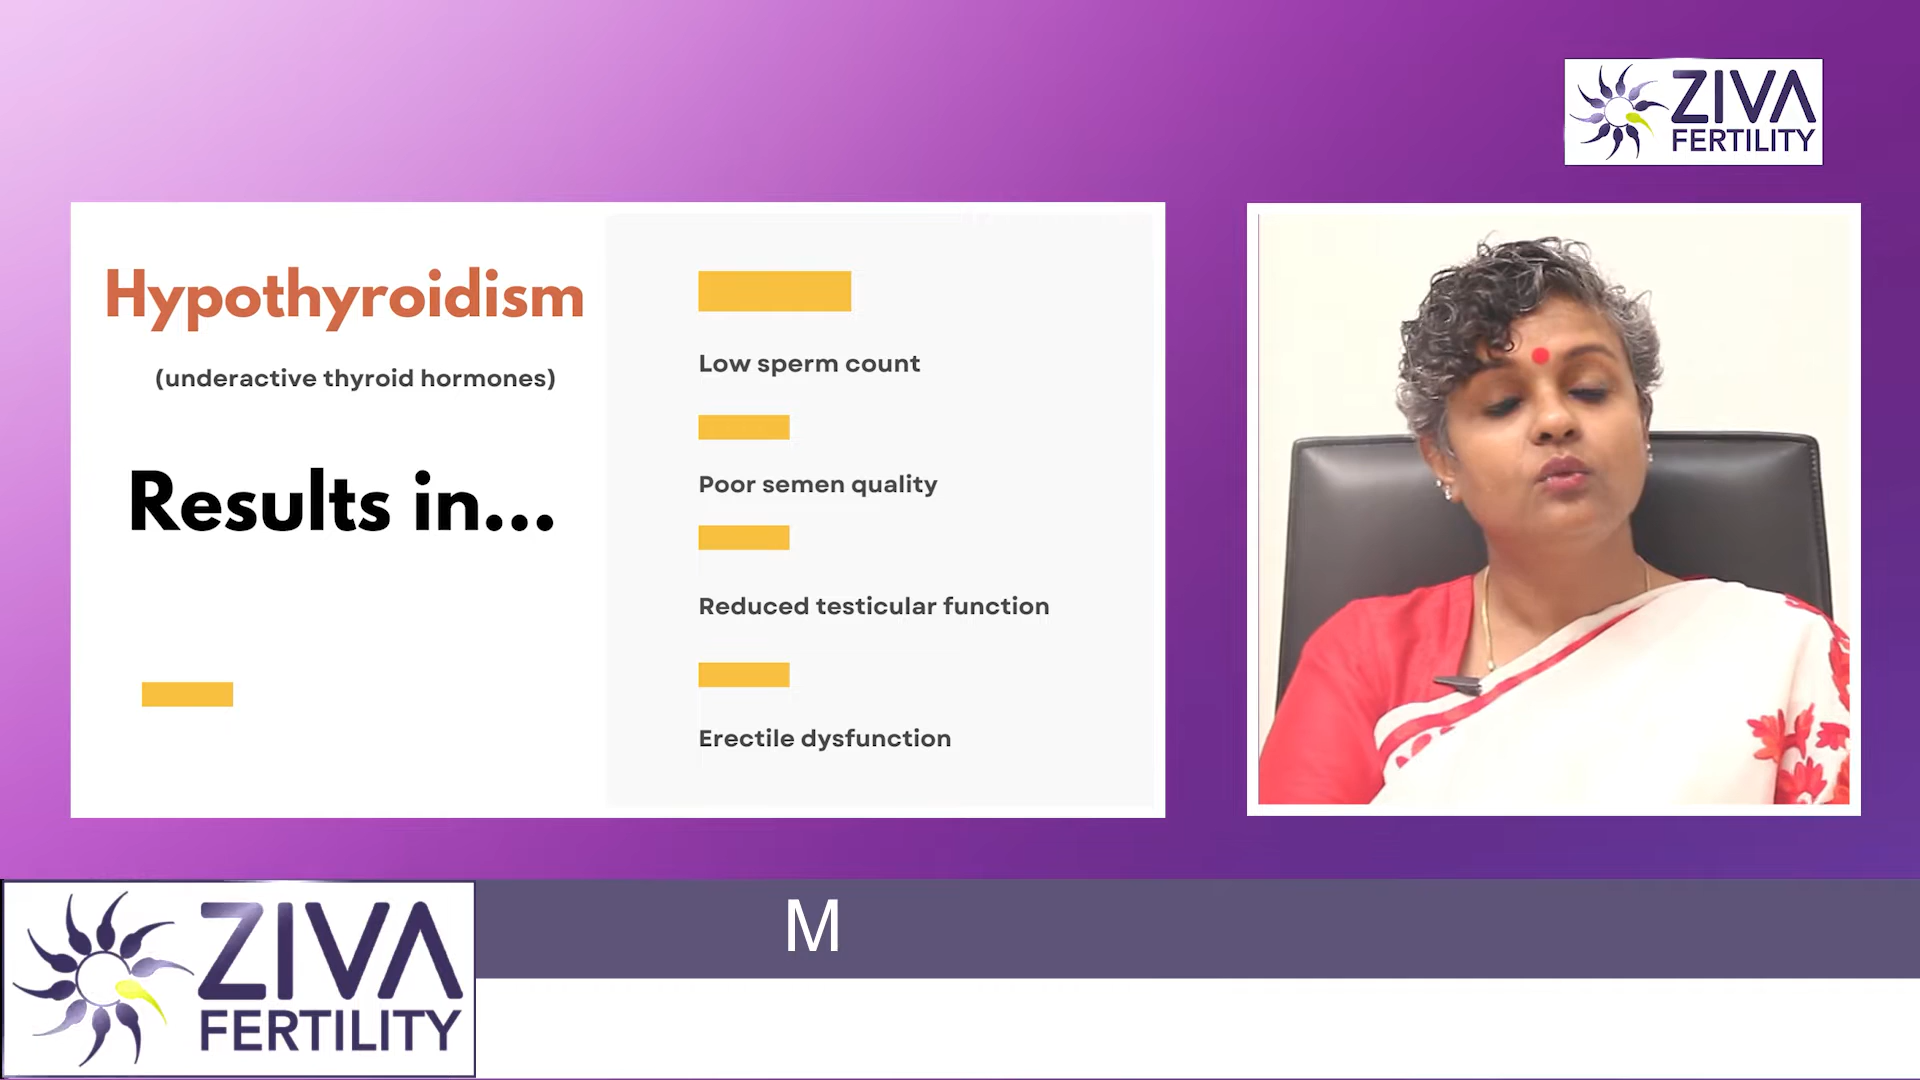 ZIVA
FERTILITY
Hypothyroidism
(underactive thyroid hormones)
Results in...
Low sperm count
Poor semen quality
Reduced testicular function
Erectile dysfunction
M
ZIVA
FERTILITY